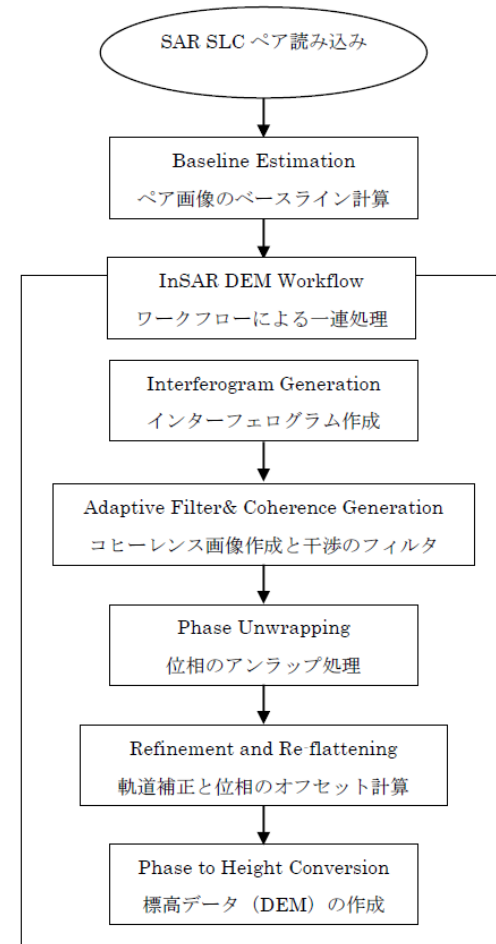 SAR SLC ペア読み込み
Baseline Estimation
ペア画像のベースライン計算
InSAR DEM Workflow
ワークフローによる一連処理
Interferogram Generation
インターフェログラム作成
Adaptive Filter& Coherence Generation
コヒーレンス画像作成と干渉のフィルタ
Phase Unwrapping
位相のアンラップ処理
Refinement and Re-flattening
軌道補正と位相のオフセット計算
Phase to Height Conversion
標高データ（DEM）の作成